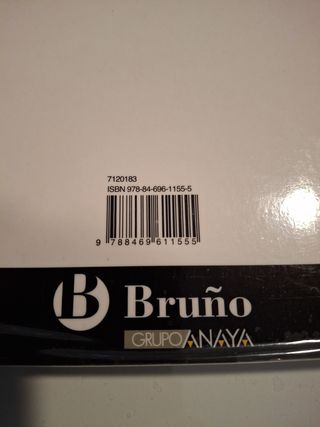 7120183
ISBN 978-84-696-1155-5
9 788469 611555
B Bruño
GRUPO ANAYA